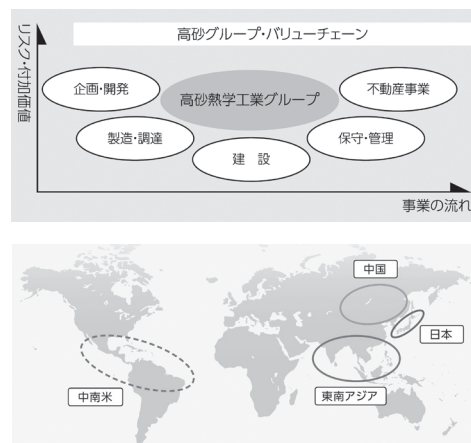 リスク・付加価値
高砂グループ・バリューチェーン
企画・開発
高砂熱学工業グループ
不動産事業
製造・調達
保守・管理
建　設
事業の流れ
中国
日本
中南米
東南アジア